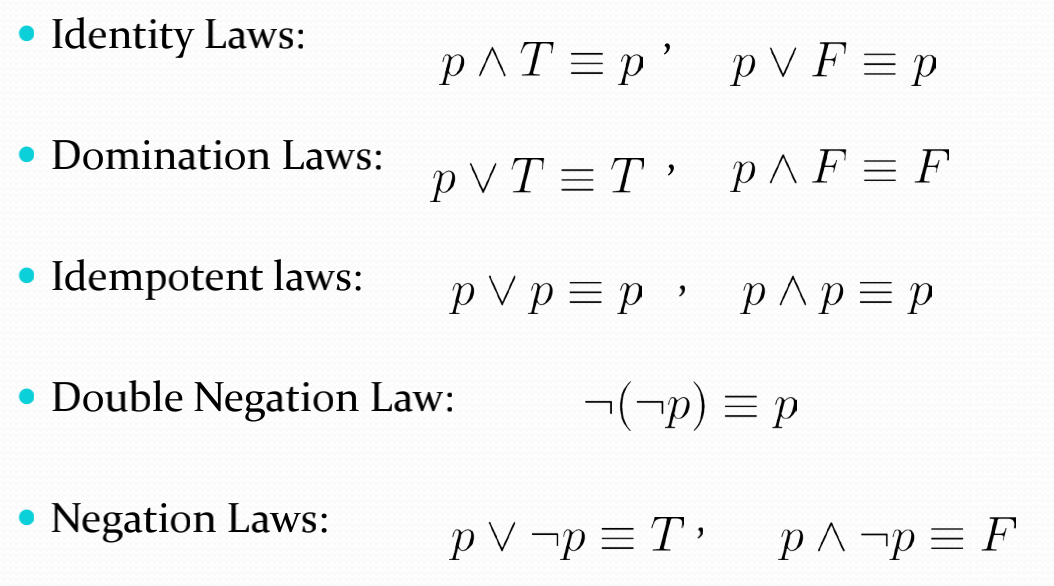 • Identity Laws: p ∧ T ≡ p , p ∨ F ≡ p
• Domination Laws: p ∨ T ≡ T , p ∧ F ≡ F
• Idempotent laws: p ∨ p ≡ p , p ∧ p ≡ p
• Double Negation Law: ¬(¬p) ≡ p
• Negation Laws: p ∨ ¬p ≡ T , p ∧ ¬p ≡ F